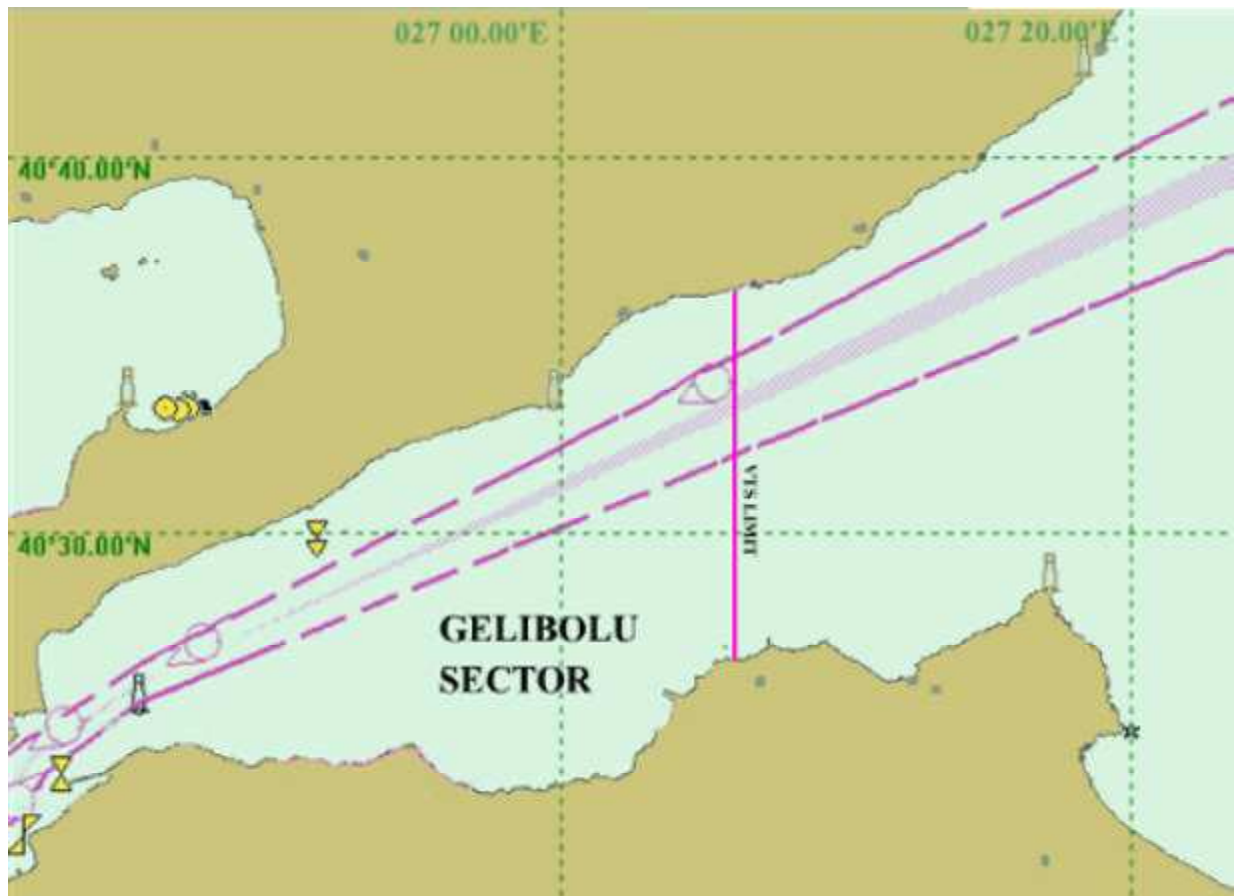 027 00.00'E
027 20.00'E
40°40.00'N
VTS LIMIT
40°30.00'N
GELIBOLU
SECTOR